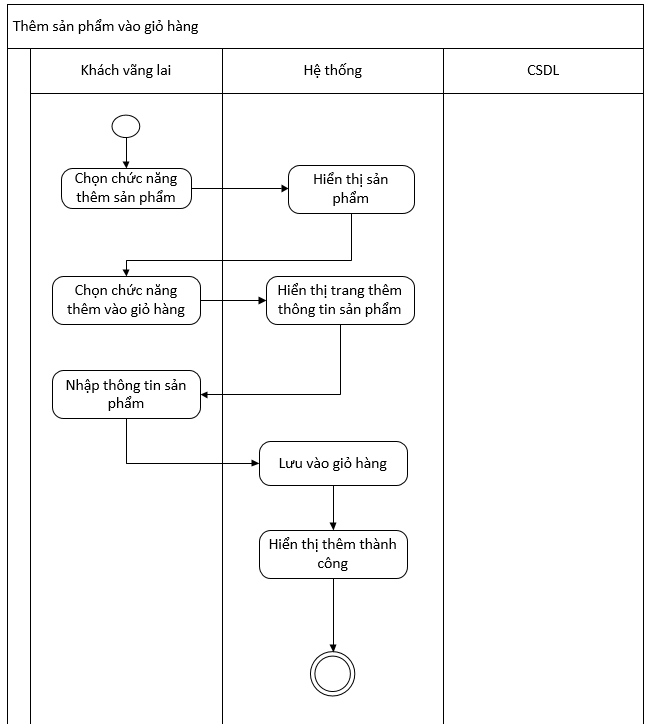 Thêm sản phẩm vào giỏ hàng
Khách vãng lai
Hệ thống
CSDL
Chọn chức năng
thêm sản phẩm
Hiển thị sản
phẩm
Chọn chức năng
thêm vào giỏ hàng
Hiển thị trang thêm
thông tin sản phẩm
Nhập thông tin sản
phẩm
Lưu vào giỏ hàng
Hiển thị thêm thành
công